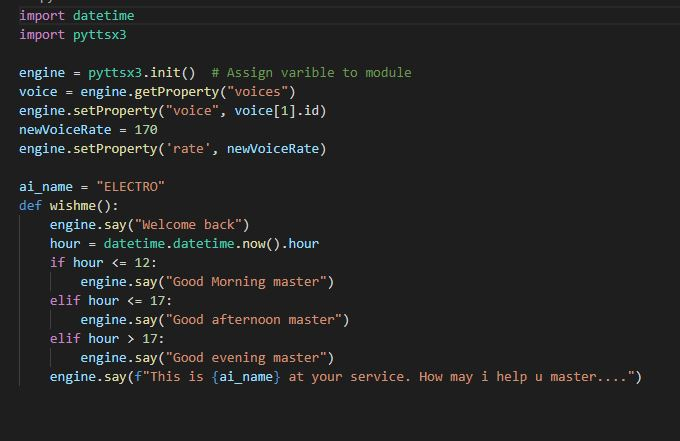 import datetime
import pyttsx3
engine = pyttsx3.init()  # Assign varible to module
voice = engine.getProperty("voices")
engine.setProperty("voice", voice[1].id)
newVoiceRate = 170
engine.setProperty('rate', newVoiceRate)
ai_name = "ELECTRO"
def wishme():
    engine.say("Welcome back")
    hour = datetime.datetime.now().hour
    if hour <= 12:
        engine.say("Good Morning master")
    elif hour <= 17:
        engine.say("Good afternoon master")
    elif hour > 17:
        engine.say("Good evening master")
    engine.say(f"This is {ai_name} at your service. How may i help u master....")